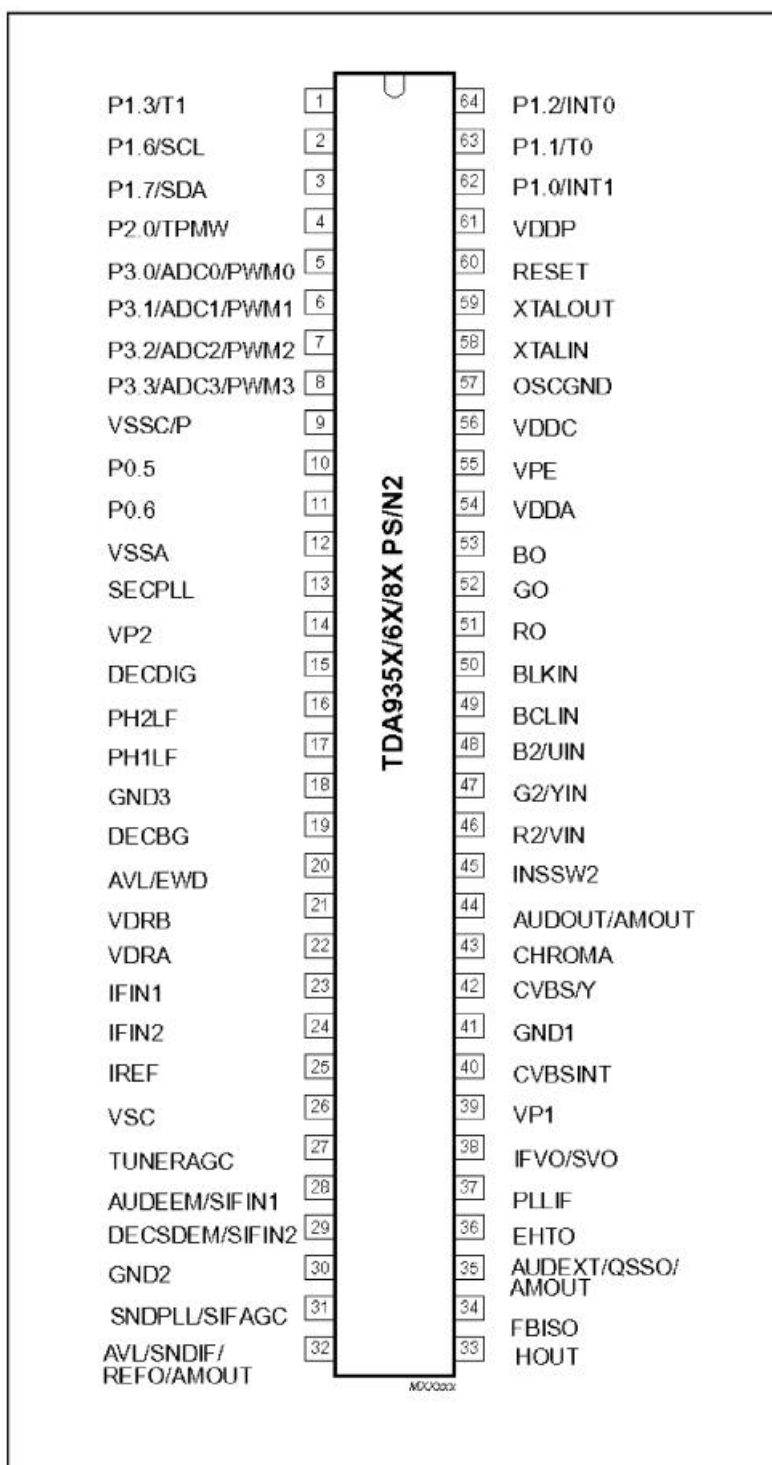 P1.3/T1 1 64 P1.2/INT0
P1.6/SCL 2 63 P1.1/T0
P1.7/SDA 3 62 P1.0/INT1
P2.0/TPMW 4 61 VDDP
P3.0/ADC0/PWM0 5 60 RESET
P3.1/ADC1/PWM1 6 59 XTALOUT
P3.2/ADC2/PWM2 7 58 XTALIN
P3.3/ADC3/PWM3 8 57 OSCGND
VSSC/P 9 56 VDDC
P0.5 10 55 VPE
P0.6 11 54 VDDA
VSSA 12 53 BO
SECPLL 13 52 GO
VP2 14 51 RO
DECDIG 15 50 BLKIN
PH2LF 16 49 BCLIN
PH1LF 17 48 B2/UIN
GND3 18 47 G2/YIN
DECBG 19 46 R2/VIN
AVL/EWD 20 45 INSSW2
VDRB 21 44 AUDOUT/AMOUT
VDRA 22 43 CHROMA
IFIN1 23 42 CVBS/Y
IFIN2 24 41 GND1
IREF 25 40 CVBSINT
VSC 26 39 VP1
TUNERAGC 27 38 IFVO/SVO
AUDEEM/SIFIN1 28 37 PLLIF
DECSDEM/SIFIN2 29 36 EHTO
GND2 30 35 AUDEXT/QSSO/
AMOUT
SNDPLL/SIFAGC 31 34 FBISO
AVL/SNDIF/ 32 33 HOUT
REFO/AMOUT
TDA935X/6X/8X PS/N2
MXXxxx